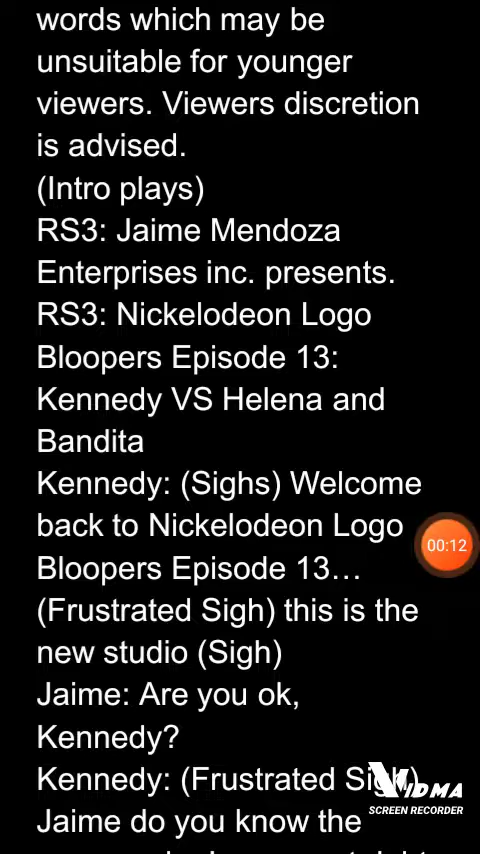 words which may be
unsuitable for younger
viewers. Viewers discretion
is advised.
(Intro plays)
RS3: Jaime Mendoza
Enterprises inc. presents.
RS3: Nickelodeon Logo
Bloopers Episode 13:
Kennedy VS Helena and
Bandita
Kennedy: (Sighs) Welcome
back to Nickelodeon Logo
Bloopers Episode 13...
00:12
(Frustrated Sigh) this is the
new studio (Sigh)
Jaime: Are you ok,
Kennedy?
Kennedy: (Frustrated Sigh)
VIDMA
SCREEN RECORDER
Jaime do you know the